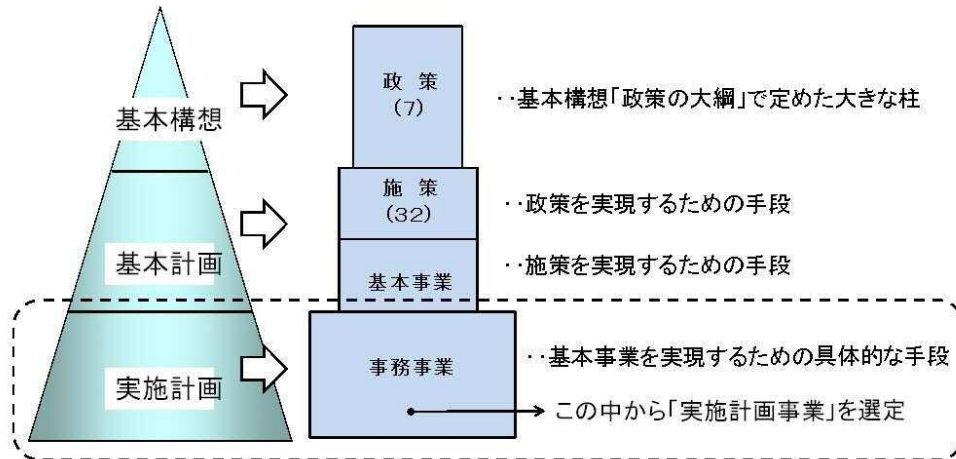 基本構想
政 策
(7)
‥基本構想「政策の大綱」で定めた大きな柱
基本計画
施 策
(32)
‥政策を実現するための手段
基本事業
‥施策を実現するための手段
実施計画
事務事業
‥基本事業を実現するための具体的な手段
この中から「実施計画事業」を選定